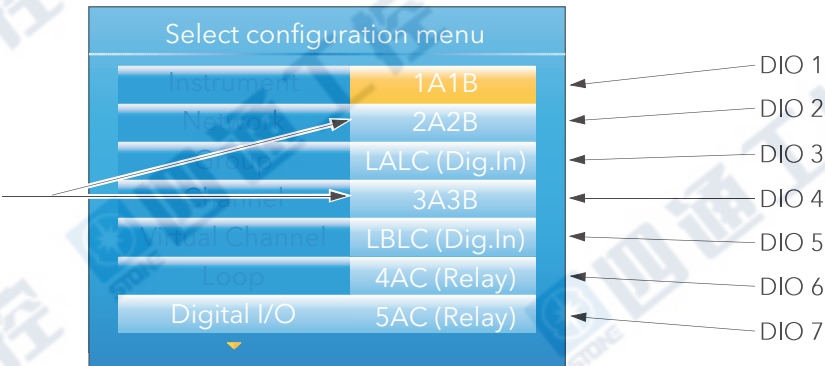 Select configuration menu
Instrument 1A1B DIO 1
Network 2A2B DIO 2
Group LALC (Dig.In) DIO 3
Channel 3A3B DIO 4
Virtual Channel LBLC (Dig.In) DIO 5
Loop 4AC (Relay) DIO 6
Digital I/O 5AC (Relay) DIO 7